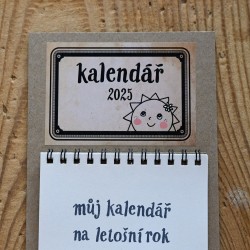 kalendář
2025
můj kalendář
na letošní rok